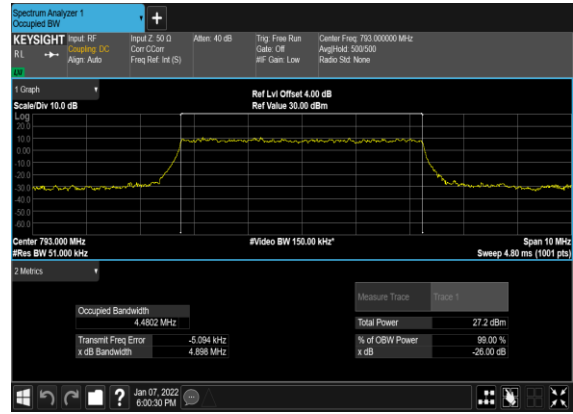 Spectrum Analyzer 1
Occupied BW
KEYSIGHT Input: RF Input Z: 50 Ω Atten: 40 dB Trig: Free Run Center Freq: 793.000000 MHz
RL Coupling: DC Corr CCorr Gate: Off Avg|Hold: 500/500
Align: Auto Freq Ref: Int (S) #IF Gain: Low Radio Std: None
LW
1 Graph
Ref Lvl Offset 4.00 dB
Scale/Div 10.0 dB Ref Value 30.00 dBm
Log
20.0
10.0
0.00
-10.0
-20.0
-30.0
-40.0
-50.0
-60.0
Center 793.000 MHz #Video BW 150.00 kHz* Span 10 MHz
#Res BW 51.000 kHz Sweep 4.80 ms (1001 pts)
2 Metrics
Measure Trace Trace 1
Occupied Bandwidth
4.4802 MHz Total Power 27.2 dBm
Transmit Freq Error -5.094 kHz % of OBW Power 99.00 %
x dB Bandwidth 4.898 MHz x dB -26.00 dB
? Jan 07, 2022
6:00:30 PM